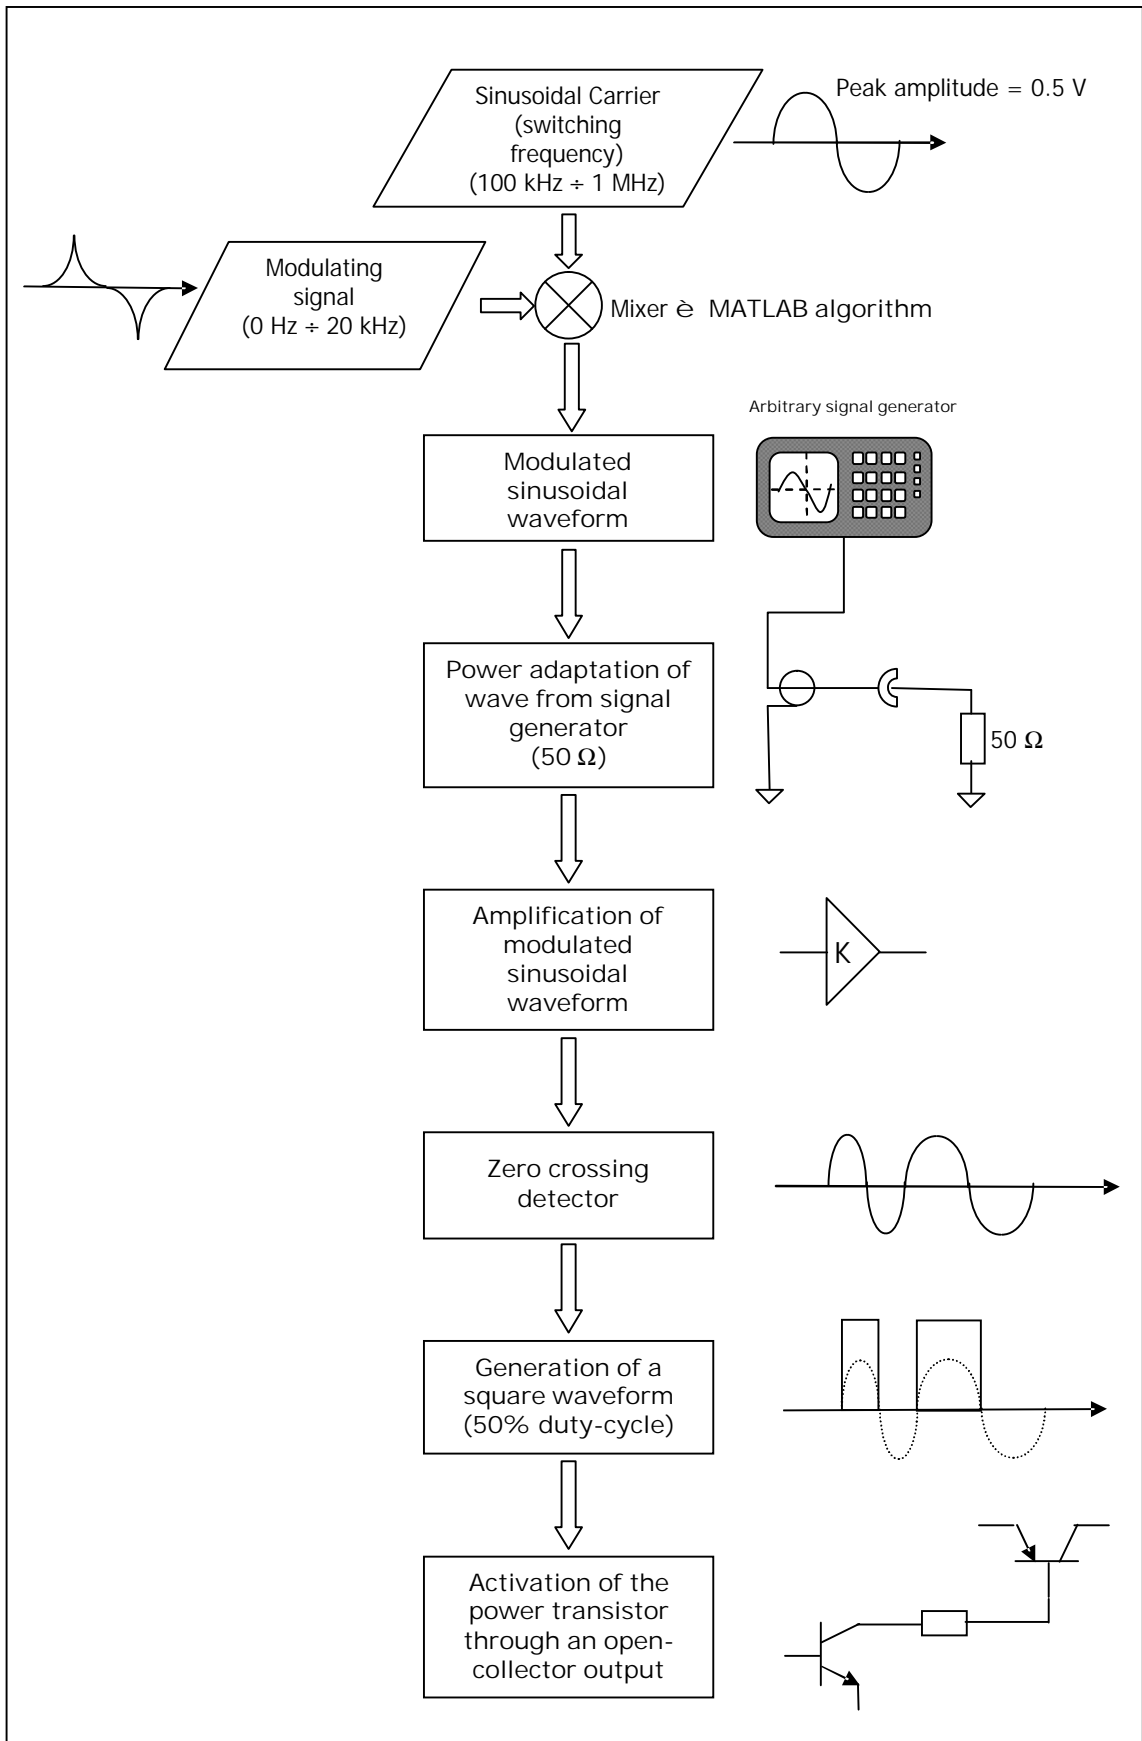 Sinusoidal Carrier
(switching
frequency)
(100 kHz ÷ 1 MHz)
Peak amplitude = 0.5 V
Modulating
signal
(0 Hz ÷ 20 kHz)
Mixer è MATLAB algorithm
Arbitrary signal generator
Modulated
sinusoidal
waveform
Power adaptation of
wave from signal
generator
(50 Ω)
50 Ω
Amplification of
modulated
sinusoidal
waveform
K
Zero crossing
detector
Generation of a
square waveform
(50% duty-cycle)
Activation of the
power transistor
through an open-
collector output